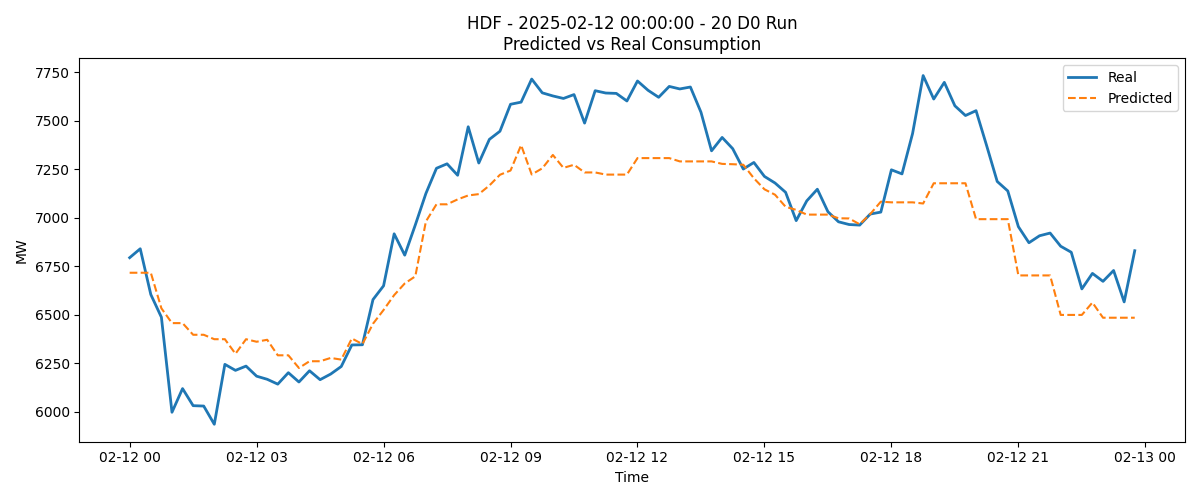 HDF - 2025-02-12 00:00:00 - 20 D0 Run
Predicted vs Real Consumption
Real
Predicted
MW
7750
7500
7250
7000
6750
6500
6250
6000
02-12 00
02-12 03
02-12 06
02-12 09
02-12 12
02-12 15
02-12 18
02-12 21
02-13 00
Time